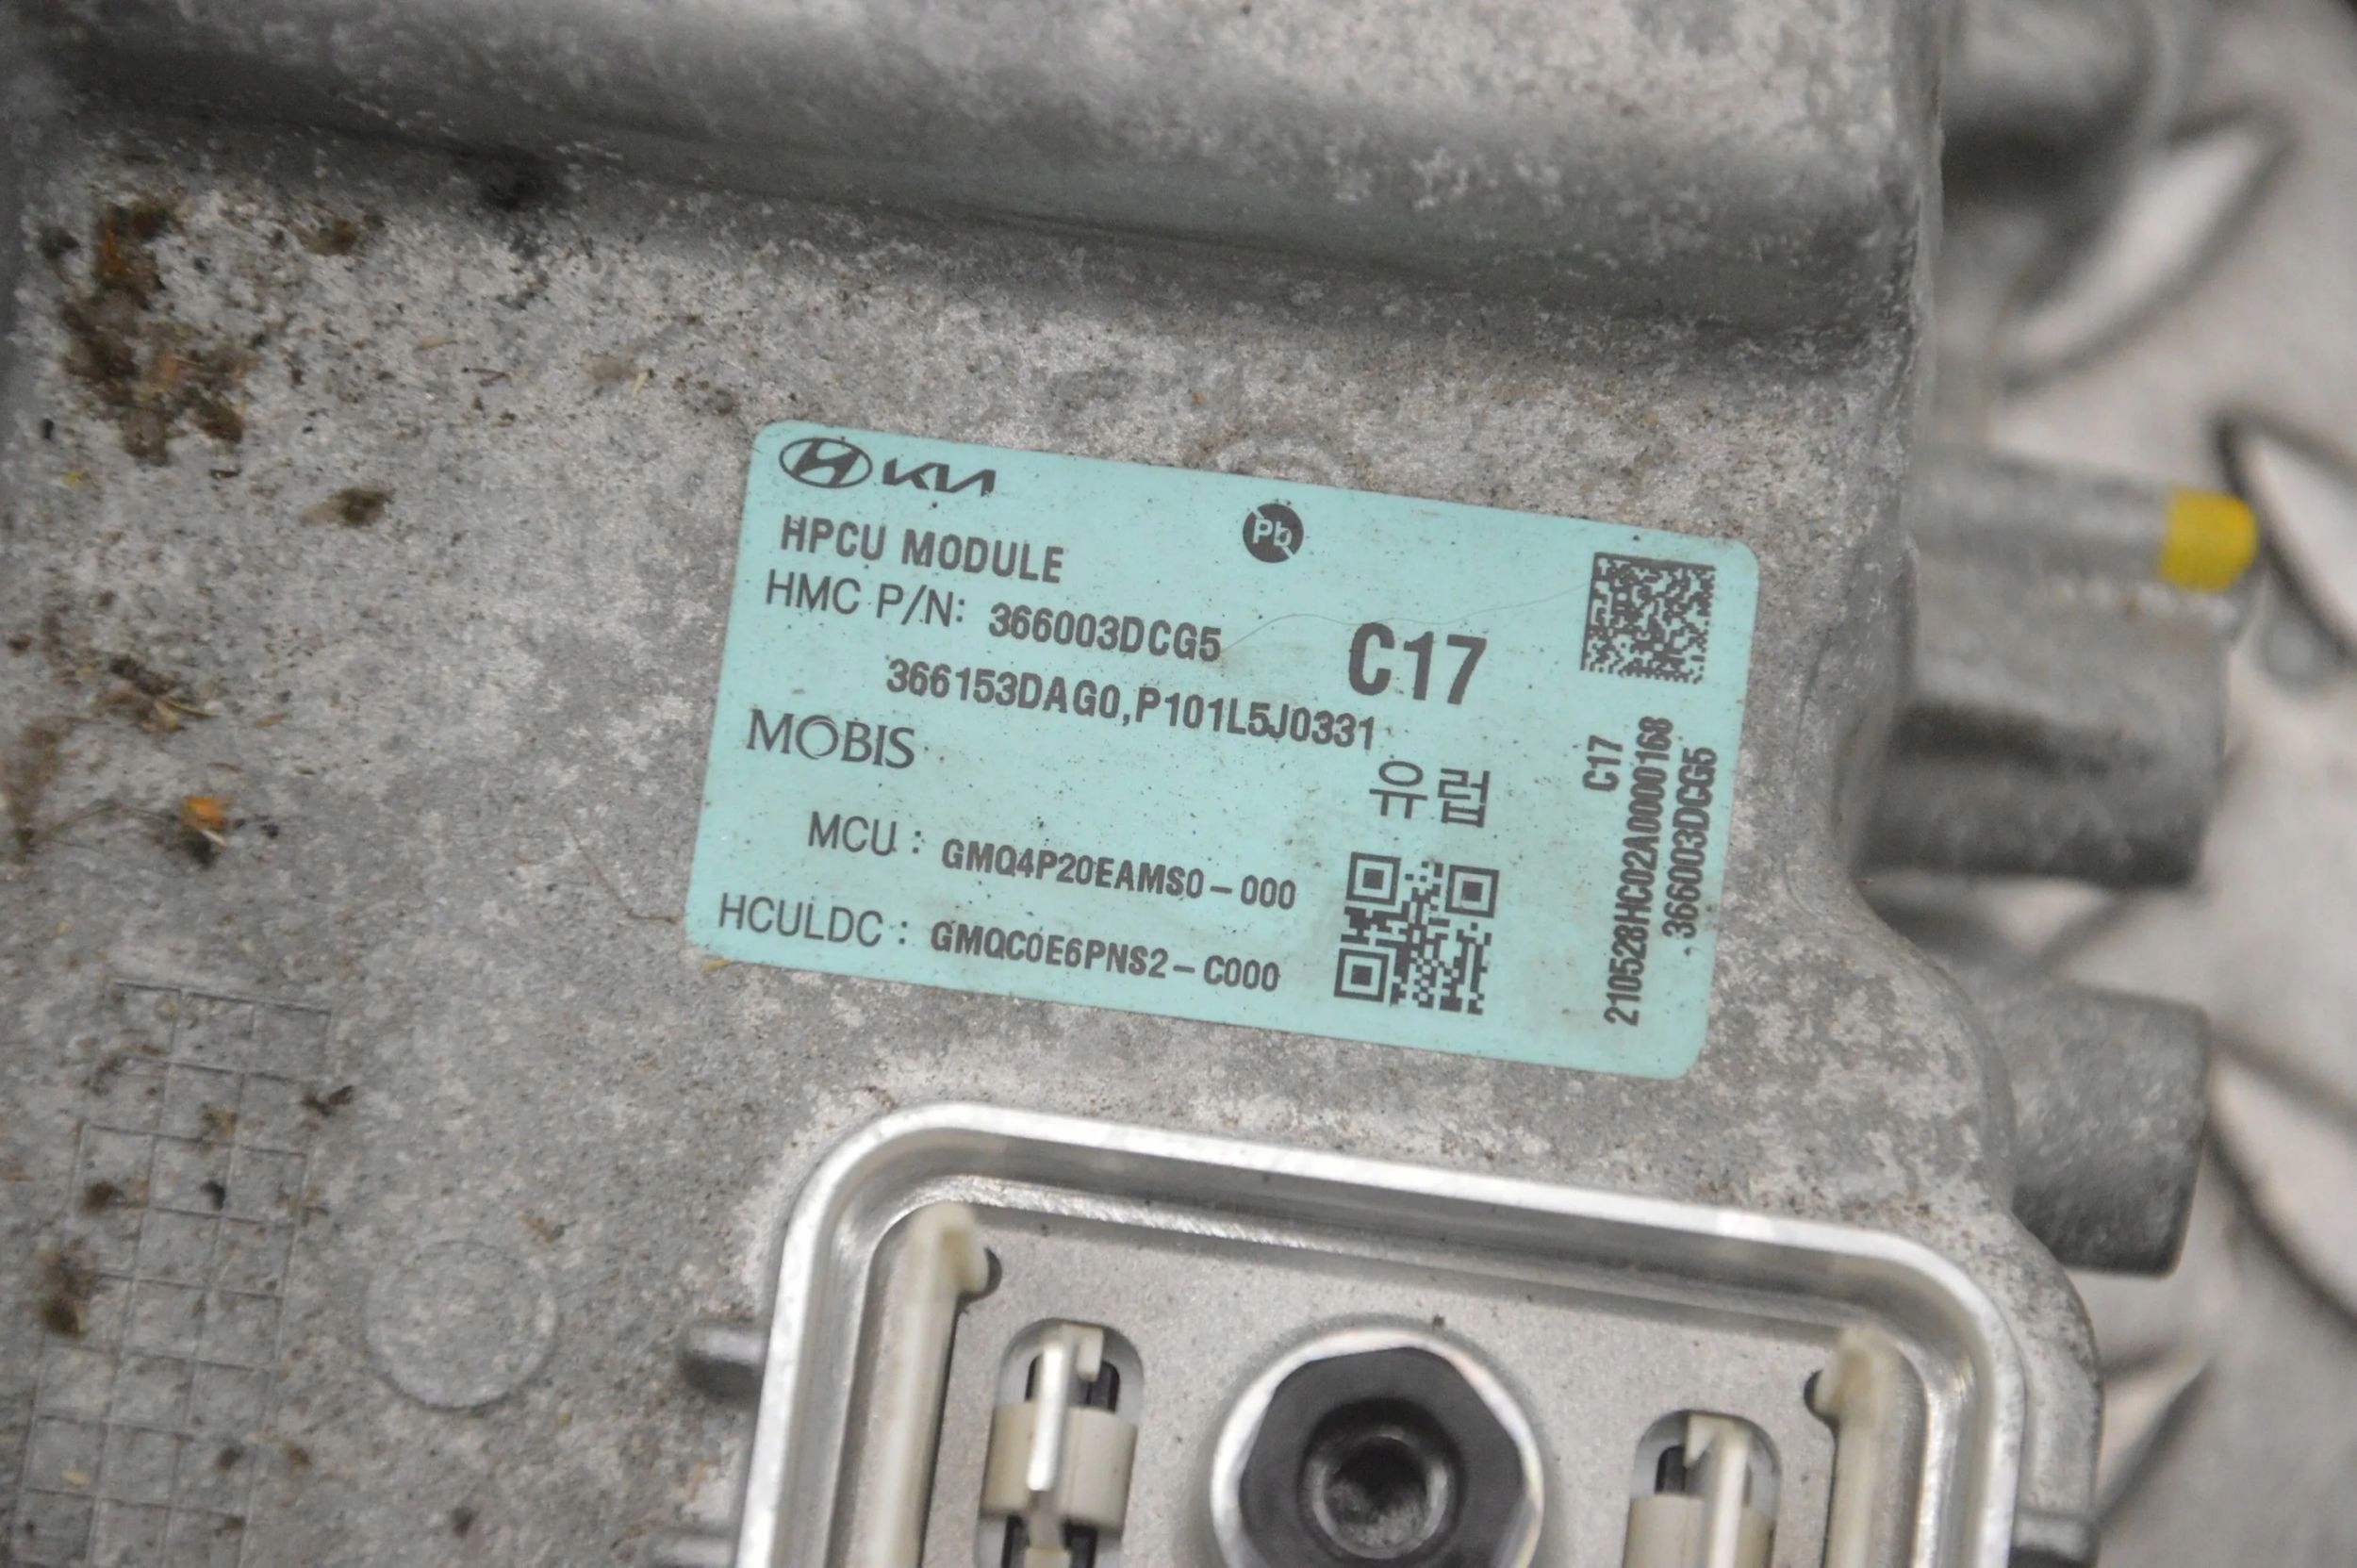 KIA
Pb
HPCU MODULE
HMC P/N: 366003DCG5
C17
366153DAG0,P101L5J0331
MOBIS
유럽
MCU : GMQ4P20EAMS0-000
HCULDC : GMQC0E6PNS2-C000
C17
210528HC02A0000168
366003DCG5